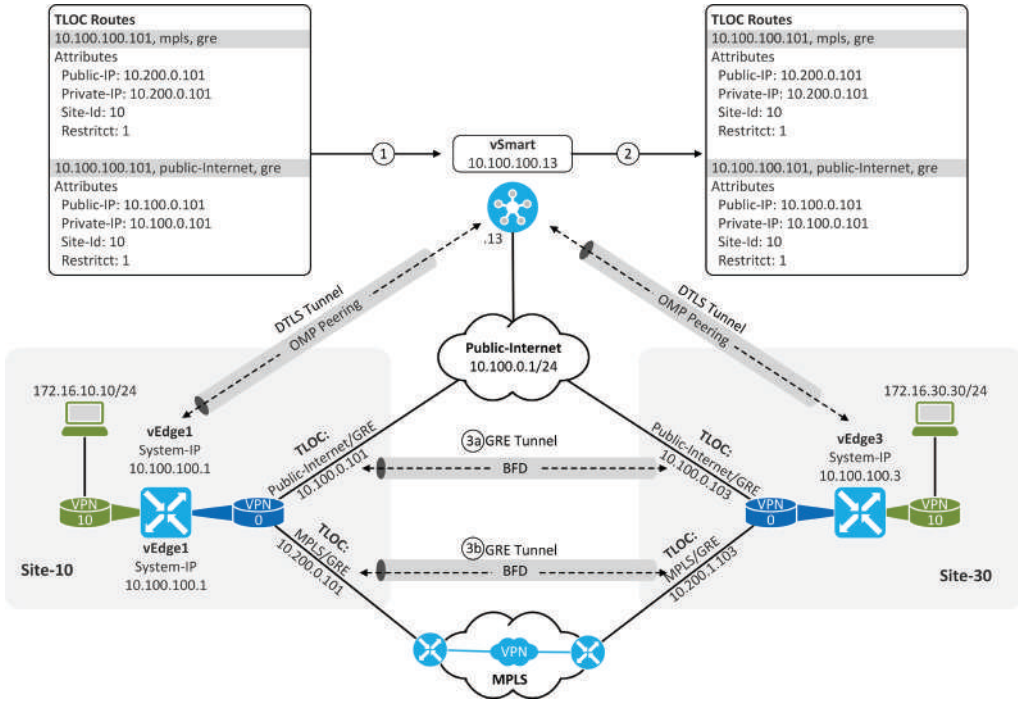 TLOC Routes
10.100.100.101, mpls, gre
Attributes
Public-IP: 10.200.0.101
Private-IP: 10.200.0.101
Site-Id: 10
Restritct: 1
10.100.100.101, public-Internet, gre
Attributes
Public-IP: 10.100.0.101
Private-IP: 10.100.0.101
Site-Id: 10
Restritct: 1
1
vSmart
10.100.100.13
2
TLOC Routes
10.100.100.101, mpls, gre
Attributes
Public-IP: 10.200.0.101
Private-IP: 10.200.0.101
Site-Id: 10
Restritct: 1
10.100.100.101, public-Internet, gre
Attributes
Public-IP: 10.100.0.101
Private-IP: 10.100.0.101
Site-Id: 10
Restritct: 1
.13
DTLS Tunnel
OMP Peering
DTLS Tunnel
OMP Peering
Public-Internet
10.100.0.1/24
172.16.10.10/24
vEdge1
System-IP
10.100.100.1
VPN
10
VPN
0
vEdge1
System-IP
10.100.100.1
Site-10
TLOC:
Public-Internet/GRE
10.100.0.101
TLOC:
MPLS/GRE
10.200.0.101
3a GRE Tunnel
BFD
3b GRE Tunnel
BFD
TLOC:
Public-Internet/GRE
10.100.0.103
TLOC:
MPLS/GRE
10.200.1.103
172.16.30.30/24
vEdge3
System-IP
10.100.100.3
VPN
0
VPN
10
Site-30
VPN
MPLS